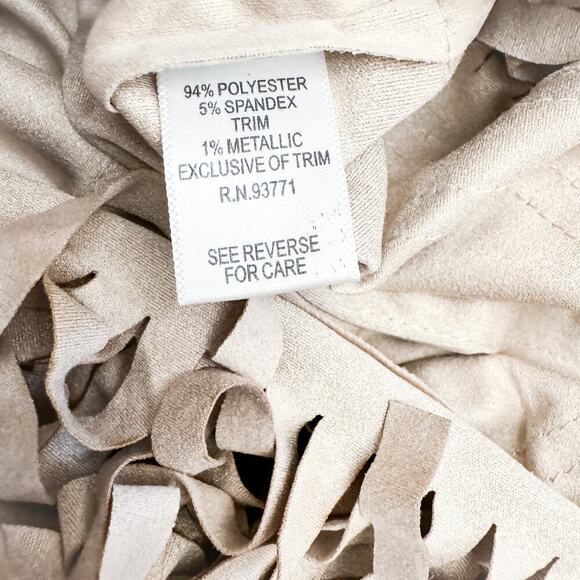 94% POLYESTER
5% SPANDEX
TRIM
1% METALLIC
EXCLUSIVE OF TRIM
R.N.93771
SEE REVERSE
FOR CARE